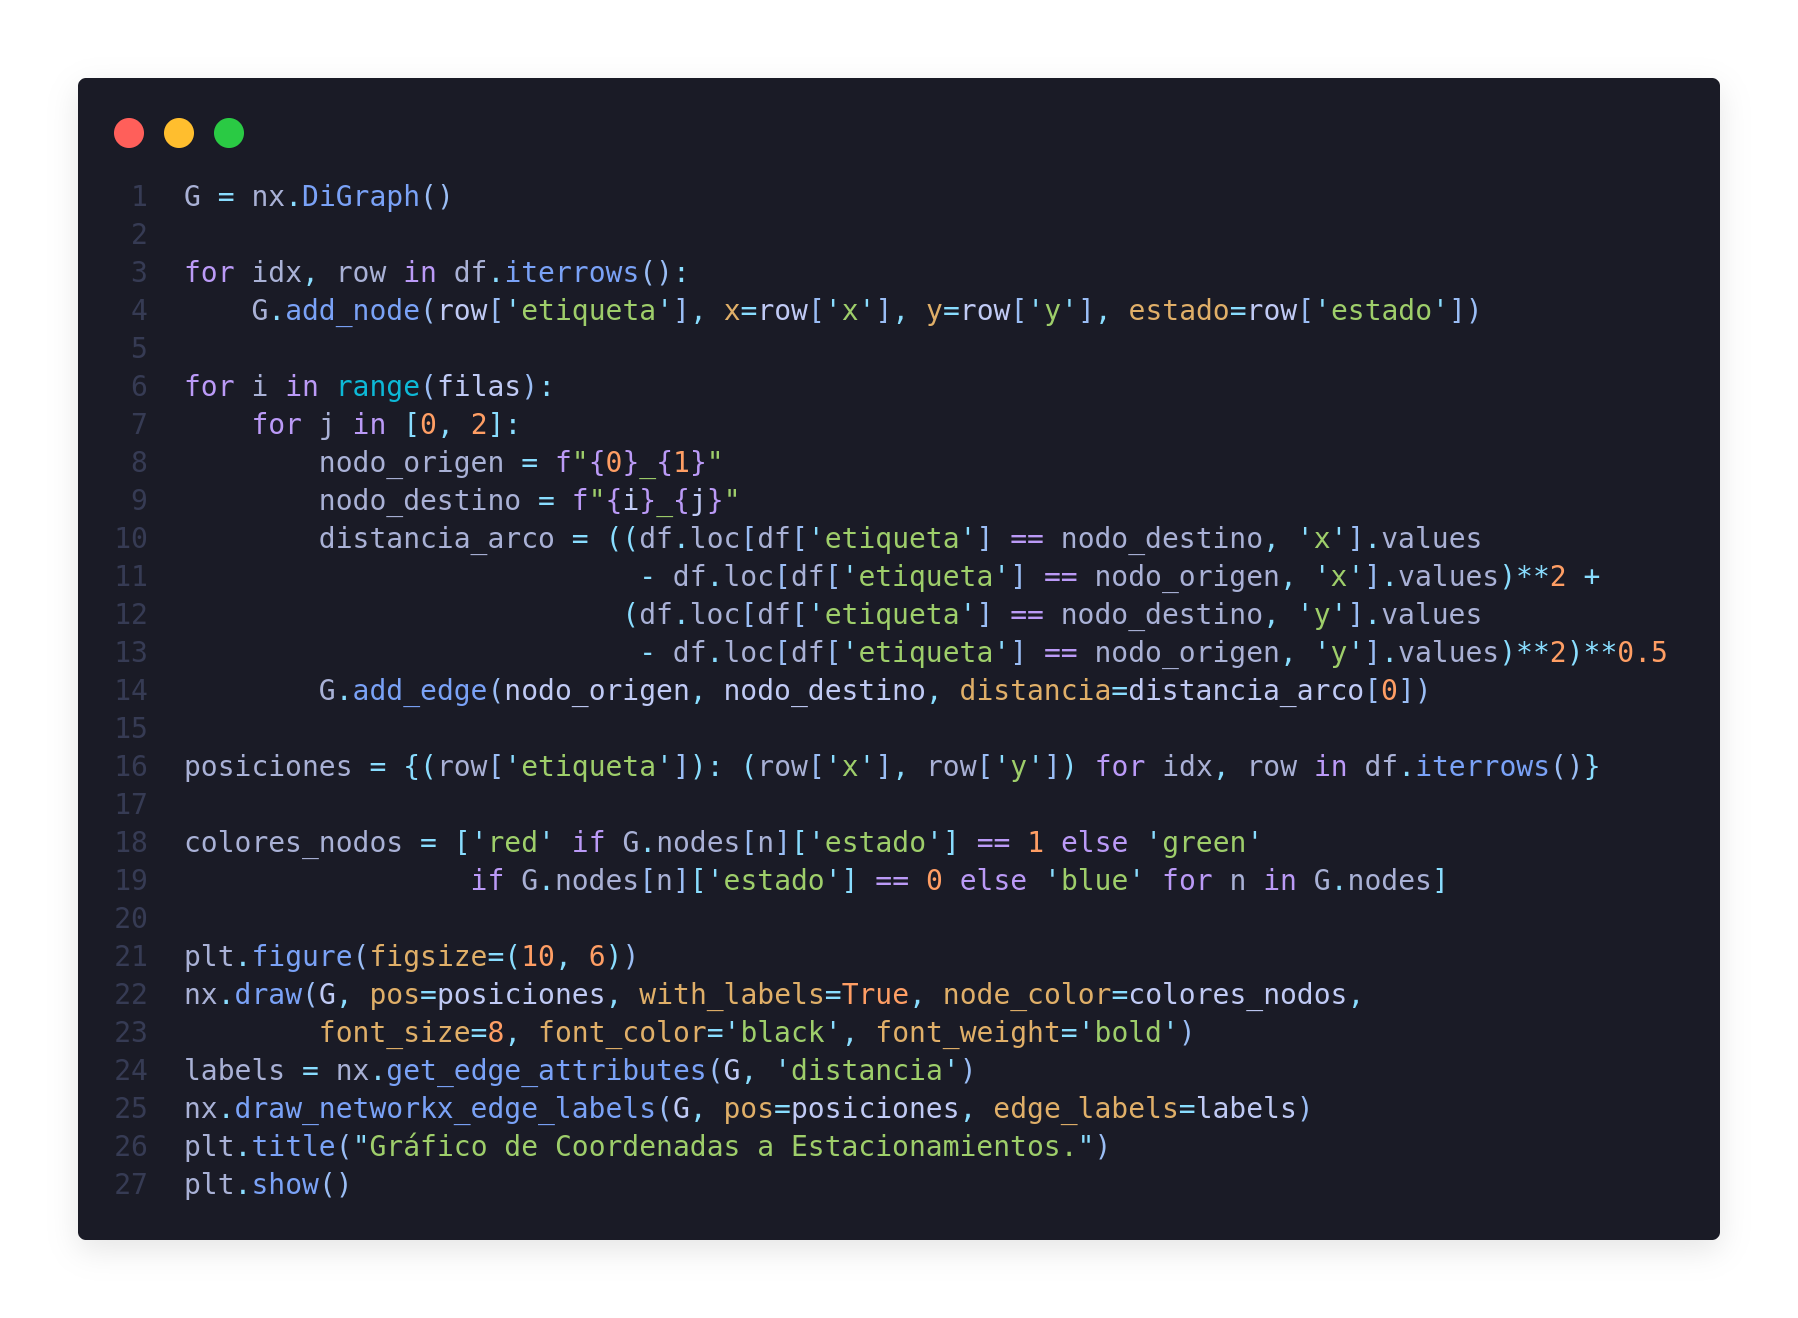 1 G = nx.DiGraph()
2
3 for idx, row in df.iterrows():
4     G.add_node(row['etiqueta'], x=row['x'], y=row['y'], estado=row['estado'])
5
6 for i in range(filas):
7     for j in [0, 2]:
8         nodo_origen = f"{0}_{1}"
9         nodo_destino = f"{i}_{j}"
10         distancia_arco = ((df.loc[df['etiqueta'] == nodo_destino, 'x'].values
11                            - df.loc[df['etiqueta'] == nodo_origen, 'x'].values)**2 +
12                           (df.loc[df['etiqueta'] == nodo_destino, 'y'].values
13                            - df.loc[df['etiqueta'] == nodo_origen, 'y'].values)**2)**0.5
14         G.add_edge(nodo_origen, nodo_destino, distancia=distancia_arco[0])
15
16 posiciones = {(row['etiqueta']): (row['x'], row['y']) for idx, row in df.iterrows()}
17
18 colores_nodos = ['red' if G.nodes[n]['estado'] == 1 else 'green'
19                  if G.nodes[n]['estado'] == 0 else 'blue' for n in G.nodes]
20
21 plt.figure(figsize=(10, 6))
22 nx.draw(G, pos=posiciones, with_labels=True, node_color=colores_nodos,
23         font_size=8, font_color='black', font_weight='bold')
24 labels = nx.get_edge_attributes(G, 'distancia')
25 nx.draw_networkx_edge_labels(G, pos=posiciones, edge_labels=labels)
26 plt.title("Gráfico de Coordenadas a Estacionamientos.")
27 plt.show()